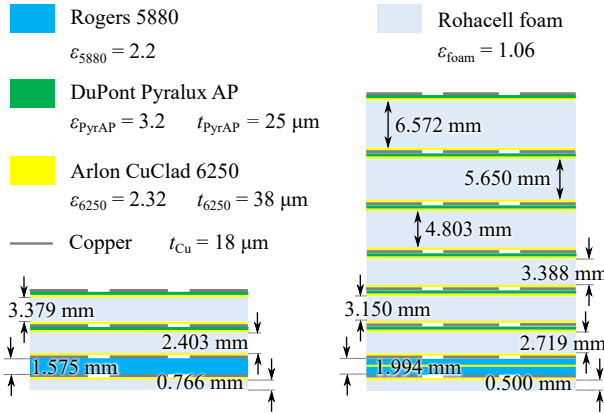 Rogers 5880
ε5880 = 2.2
DuPont Pyralux AP
εPyrAP = 3.2 tPyrAP = 25 μm
Arlon CuClad 6250
ε6250 = 2.32 t6250 = 38 μm
Copper tCu = 18 μm
3.379 mm
2.403 mm
1.575 mm
0.766 mm
Rohacell foam
εfoam = 1.06
6.572 mm
5.650 mm
4.803 mm
3.388 mm
3.150 mm
2.719 mm
1.994 mm
0.500 mm